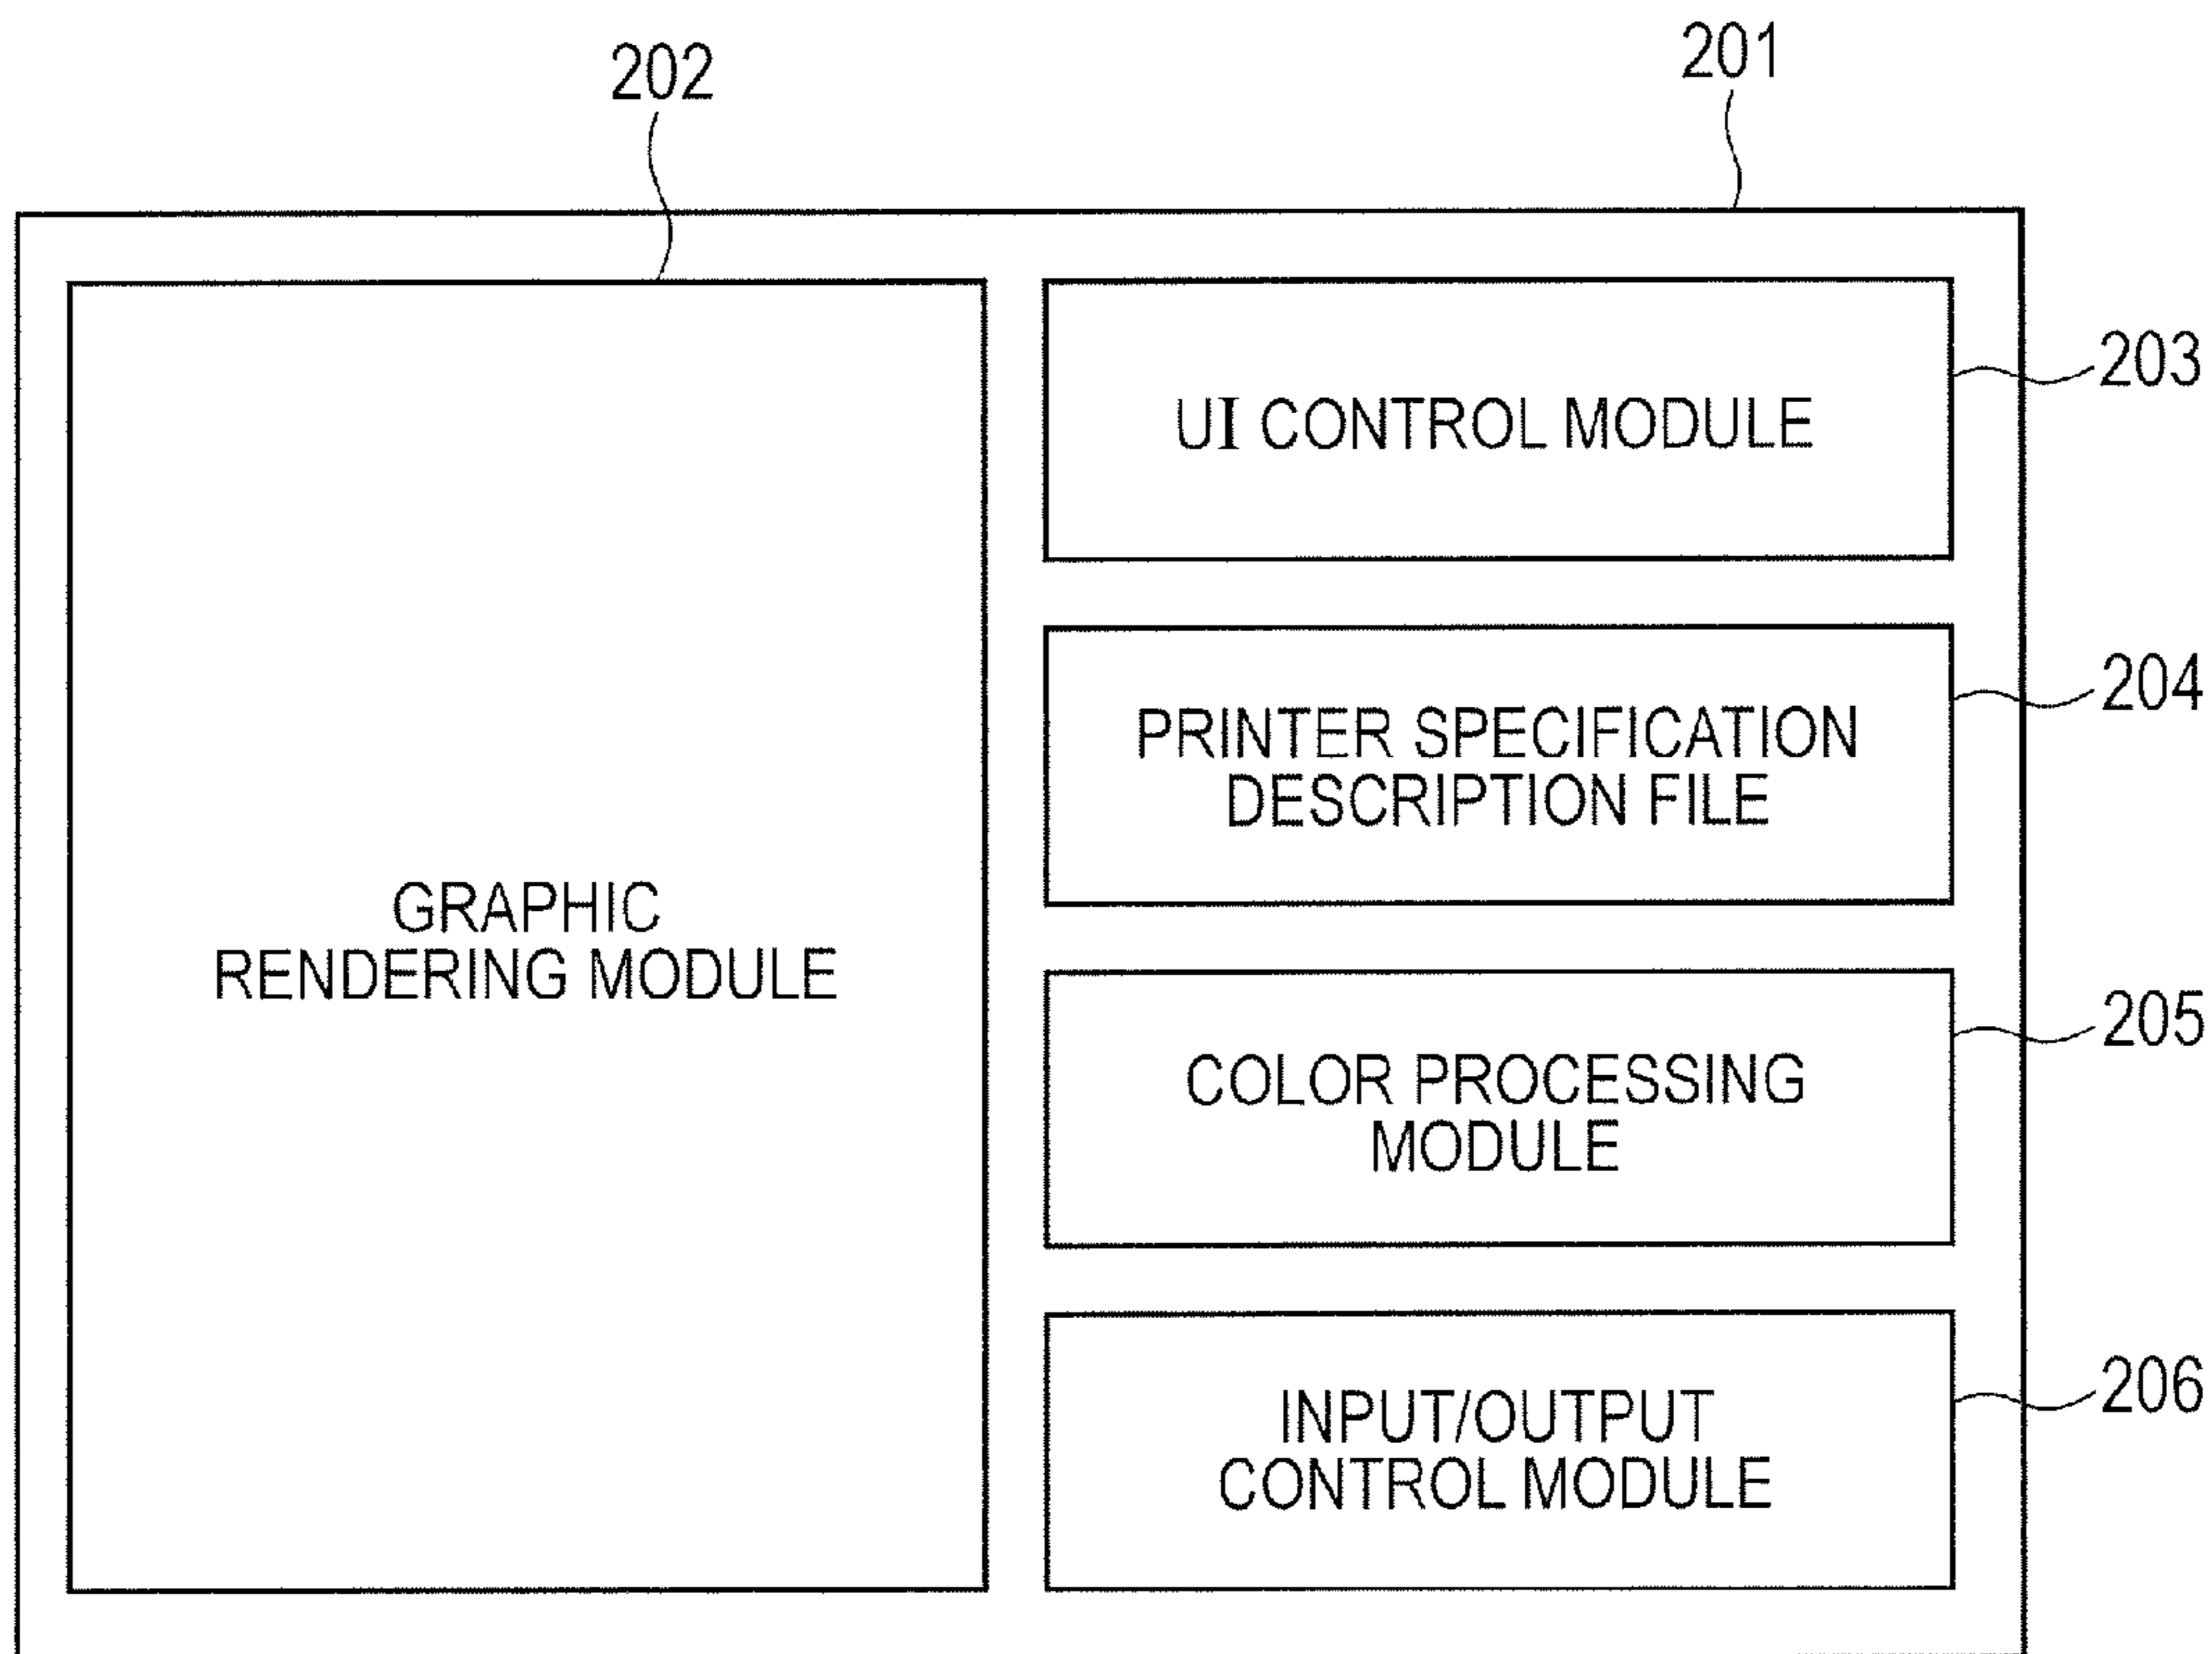 201
202
203
UI CONTROL MODULE
204
PRINTER SPECIFICATION
DESCRIPTION FILE
GRAPHIC
RENDERING MODULE
205
COLOR PROCESSING
MODULE
206
INPUT/OUTPUT
CONTROL MODULE